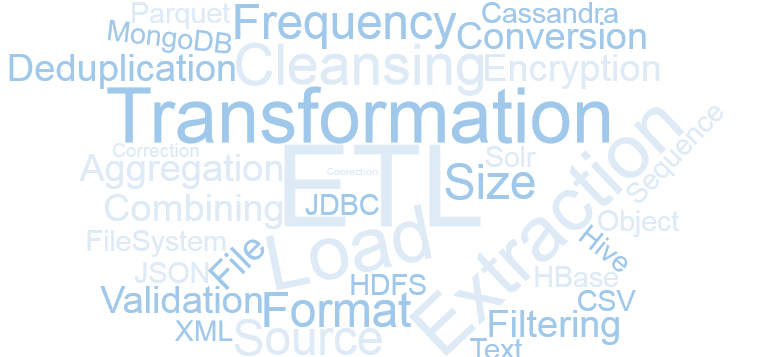 Parquet
Frequency
Cassandra
MongoDB
Conversion
Deduplication
Cleansing
Encryption
Transformation
Correction
Aggregation
Coorection
ETL
Solr
Size
Sequence
Combining
JDBC
Extraction
Object
FileSystem
File
Load
Hive
JSON
HDFS
HBase
Validation
Format
CSV
XML
Source
Filtering
Text